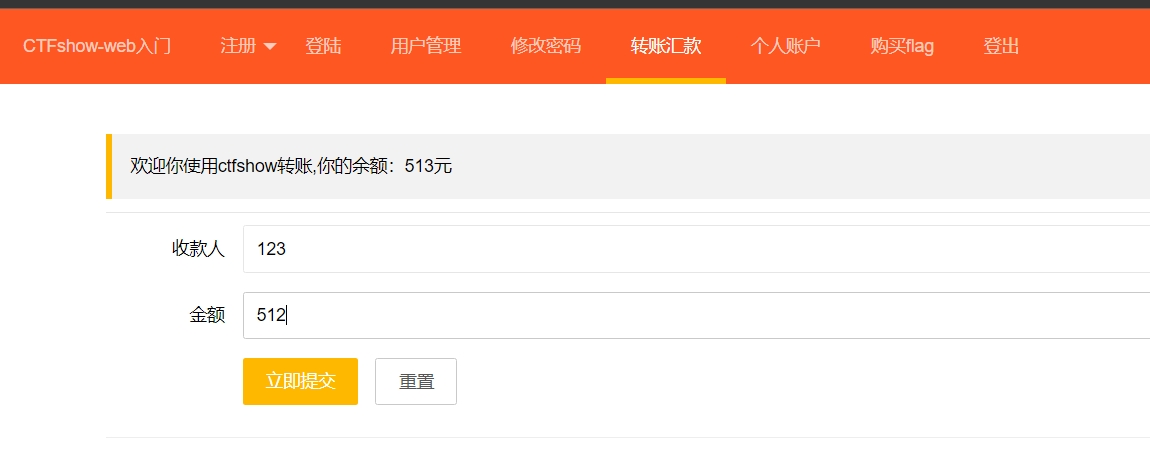 CTFshow-web入门 注册 登陆 用户管理 修改密码 转账汇款 个人账户 购买flag 登出
欢迎你使用ctfshow转账,你的余额：513元
收款人 123
金额 512
立即提交 重置